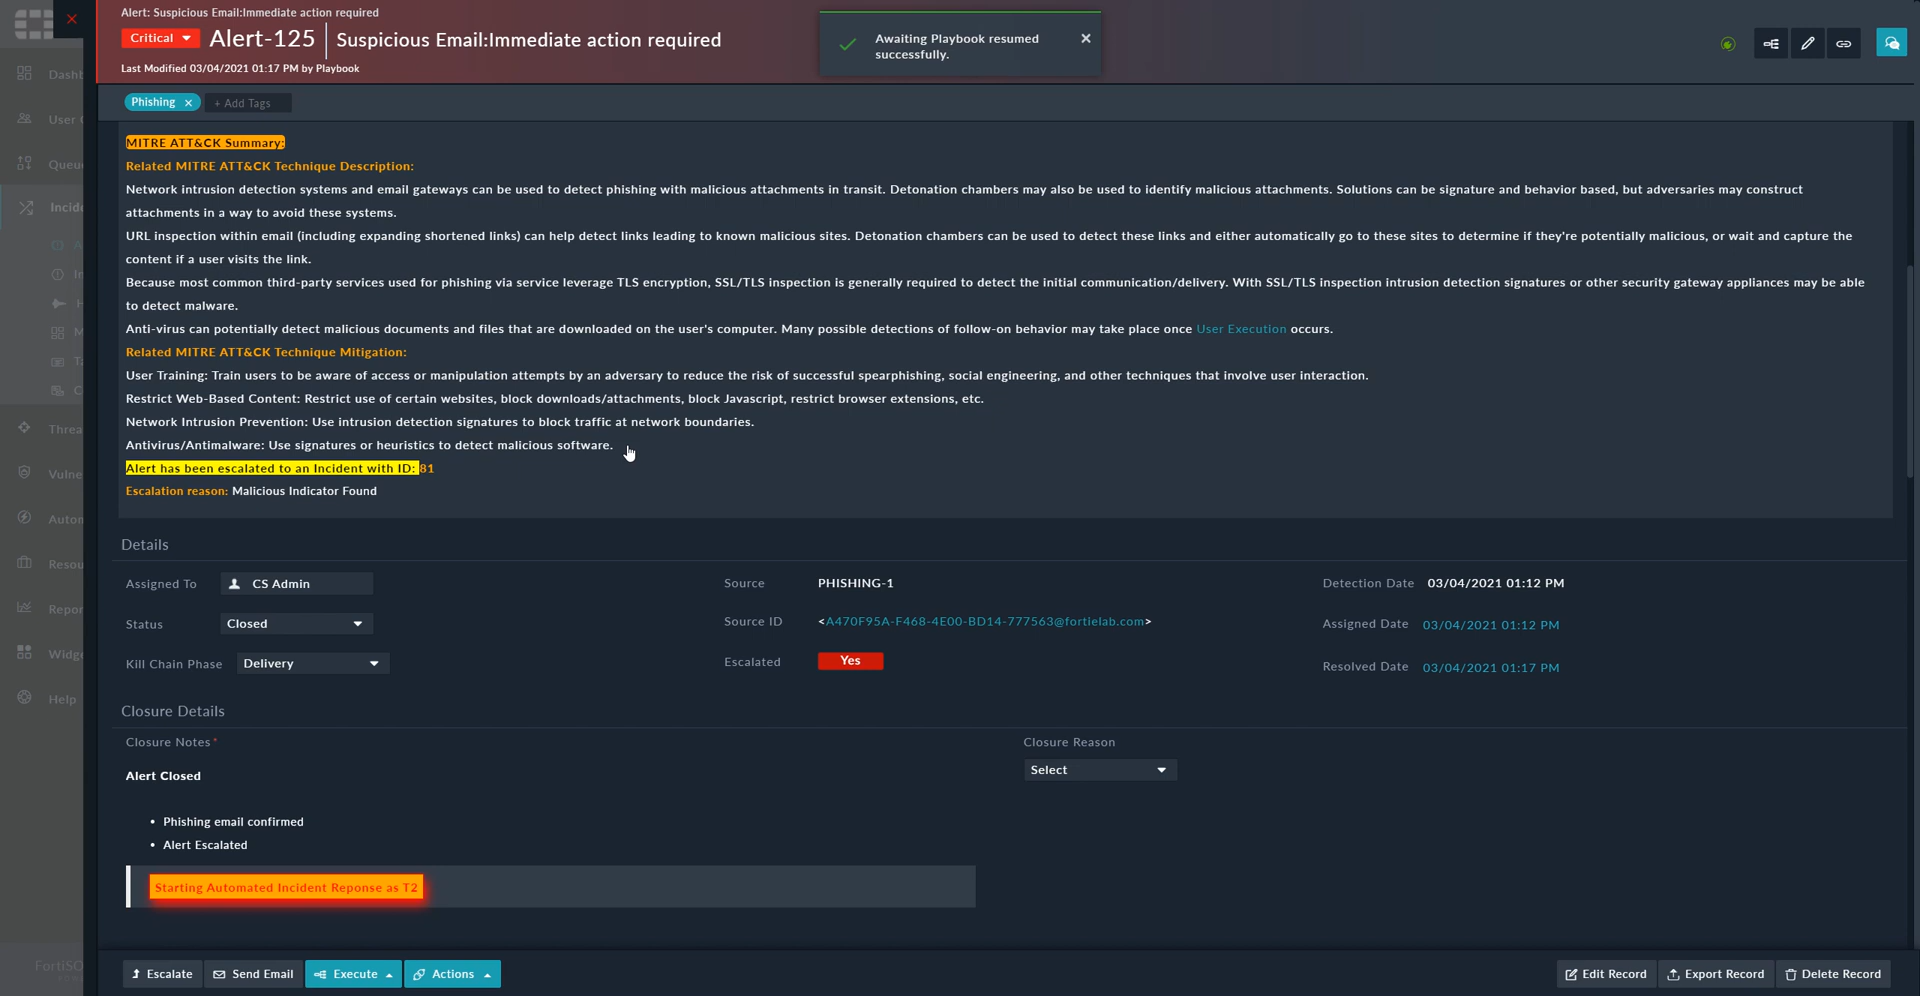 Alert: Suspicious Email:Immediate action required
Critical Alert-125 Suspicious Email:Immediate action required
Last Modified 03/04/2021 01:17 PM by Playbook
Awaiting Playbook resumed
successfully.
Phishing × + Add Tags
Dashb
User
Queue
Incide
Threa
Vulne
Autom
Resou
Repor
Widge
Help
FortiSO
MITRE ATT&CK Summary:
Related MITRE ATT&CK Technique Description:
Network intrusion detection systems and email gateways can be used to detect phishing with malicious attachments in transit. Detonation chambers may also be used to identify malicious attachments. Solutions can be signature and behavior based, but adversaries may construct
attachments in a way to avoid these systems.
URL inspection within email (including expanding shortened links) can help detect links leading to known malicious sites. Detonation chambers can be used to detect these links and either automatically go to these sites to determine if they're potentially malicious, or wait and capture the
content if a user visits the link.
Because most common third-party services used for phishing via service leverage TLS encryption, SSL/TLS inspection is generally required to detect the initial communication/delivery. With SSL/TLS inspection intrusion detection signatures or other security gateway appliances may be able
to detect malware.
Anti-virus can potentially detect malicious documents and files that are downloaded on the user's computer. Many possible detections of follow-on behavior may take place once User Execution occurs.
Related MITRE ATT&CK Technique Mitigation:
User Training: Train users to be aware of access or manipulation attempts by an adversary to reduce the risk of successful spearphishing, social engineering, and other techniques that involve user interaction.
Restrict Web-Based Content: Restrict use of certain websites, block downloads/attachments, block Javascript, restrict browser extensions, etc.
Network Intrusion Prevention: Use intrusion detection signatures to block traffic at network boundaries.
Antivirus/Antimalware: Use signatures or heuristics to detect malicious software.
Alert has been escalated to an Incident with ID: 81
Escalation reason: Malicious Indicator Found
Details
Assigned To CS Admin
Status Closed
Kill Chain Phase Delivery
Source PHISHING-1
Source ID <A470F95A-F468-4E00-BD14-777563@fortielab.com>
Escalated Yes
Detection Date 03/04/2021 01:12 PM
Assigned Date 03/04/2021 01:12 PM
Resolved Date 03/04/2021 01:17 PM
Closure Details
Closure Notes*
Closure Reason
Select
Alert Closed
• Phishing email confirmed
• Alert Escalated
Starting Automated Incident Reponse as T2
Escalate Send Email Execute Actions Edit Record Export Record Delete Record